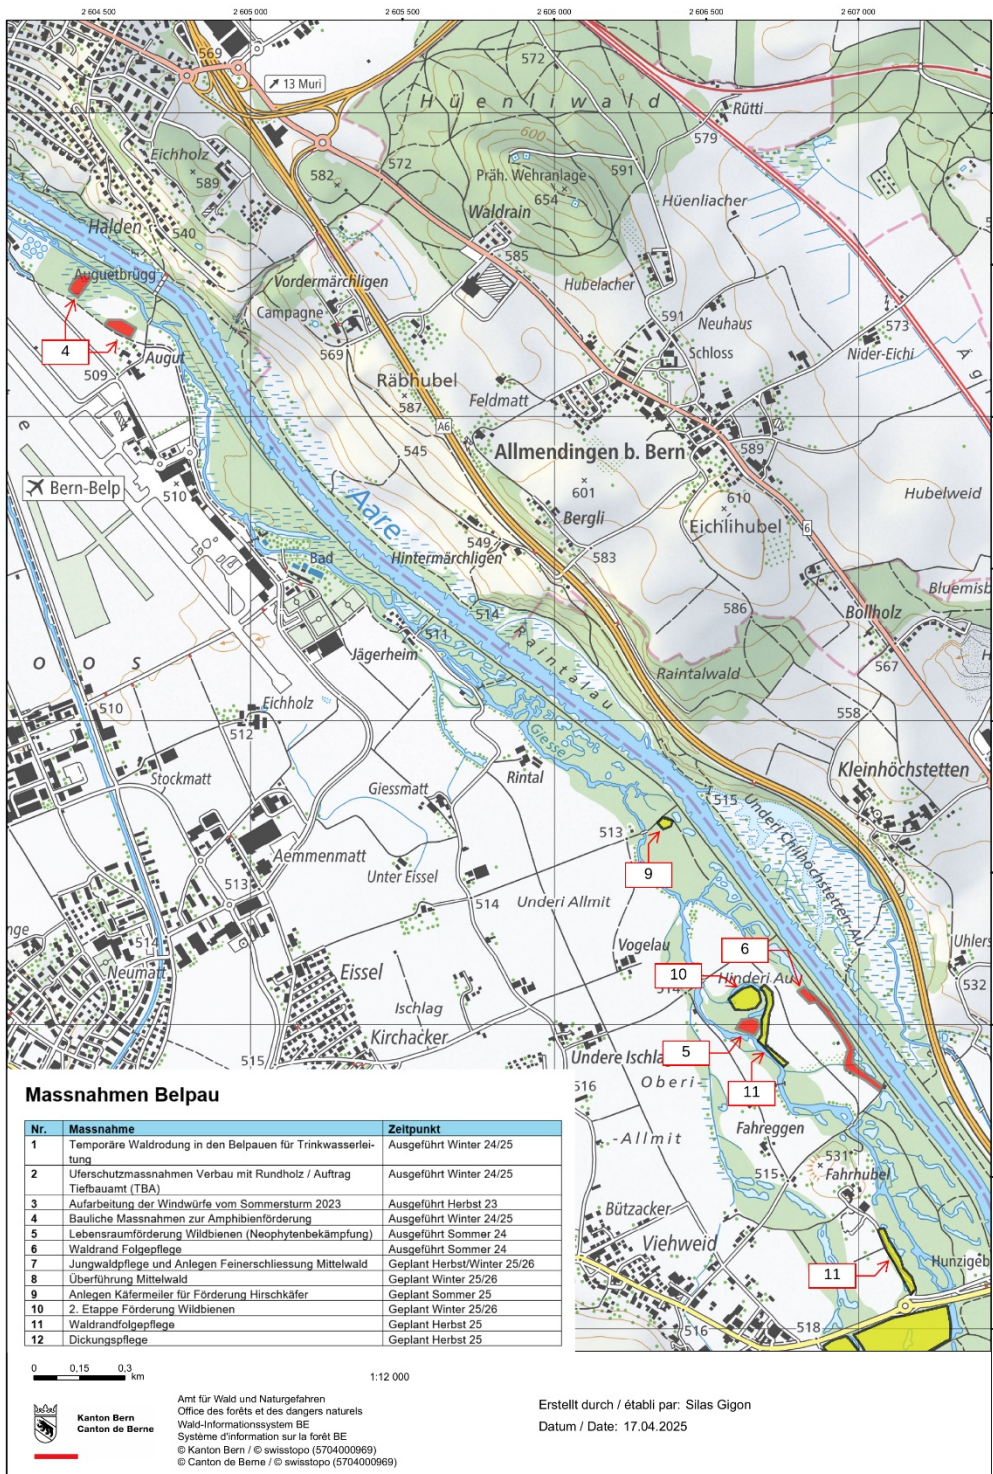 2 604 500
2 605 000
2 605 500
2 606 000
2 606 500
2 607 000
569
13 Muri
572
Hüenliwald
Rütti
579
Eichholz
589
582
572
600
Präh. Wehranlage
654
591
Hüenliacher
Waldrain
Halden
540
585
Auguetbrügg
Vordermärchligen
Hubelacher
Campagne
591
Neuhaus
573
4
569
Schloss
Nider-Eichi
Augut
509
Räbhubel
587
Feldmatt
A6
545
Allmendingen b. Bern
589
Bern-Belp
510
601
610
Hubelweid
Aare
Bergli
Eichlihubel
6
549
Hintermärchligen
583
Bad
586
514
Bollholz
511
Raintalau
567
Jägerheim
Raintalwald
O O S
510
Eichholz
512
558
Giesse
Stockmatt
Rintal
Kleinhöchstetten
Giessmatt
515
Underi Chlihöchstetten-Au
513
Aemmenmatt
9
Unter Eissel
513
514
Underi Allmit
514
Neumatt
Vogelau
6
Eissel
10
Hinderi Au
532
Ischlag
Kirchacker
515
5
Undere Ischla
11
Oberi-
516
-Allmit
Fahreggen
531
515
Fahrhubel
Bützacker
Viehweid
11
Hunzigeb
516
518
Massnahmen Belpau
Nr. Massnahme Zeitpunkt
1 Temporäre Waldrodung in den Belpauen für Trinkwasserlei- Ausgeführt Winter 24/25
tung
2 Uferschutzmassnahmen Verbau mit Rundholz / Auftrag Ausgeführt Winter 24/25
Tiefbauamt (TBA)
3 Aufarbeitung der Windwürfe vom Sommersturm 2023 Ausgeführt Herbst 23
4 Bauliche Massnahmen zur Amphibienförderung Ausgeführt Winter 24/25
5 Lebensraumförderung Wildbienen (Neophytenbekämpfung) Ausgeführt Sommer 24
6 Waldrand Folgepflege Ausgeführt Sommer 24
7 Jungwaldpflege und Anlegen Feinerschliessung Mittelwald Geplant Herbst/Winter 25/26
8 Überführung Mittelwald Geplant Winter 25/26
9 Anlegen Käfermeiler für Förderung Hirschkäfer Geplant Sommer 25
10 2. Etappe Förderung Wildbienen Geplant Winter 25/26
11 Waldrandfolgepflege Geplant Herbst 25
12 Dickungspflege Geplant Herbst 25
0 0,15 0,3
km
1:12 000
Kanton Bern
Canton de Berne
Amt für Wald und Naturgefahren
Office des forêts et des dangers naturels
Wald-Informationssystem BE
Système d'information sur la forêt BE
© Kanton Bern / © swisstopo (5704000969)
© Canton de Berne / © swisstopo (5704000969)
Erstellt durch / établi par: Silas Gigon
Datum / Date: 17.04.2025